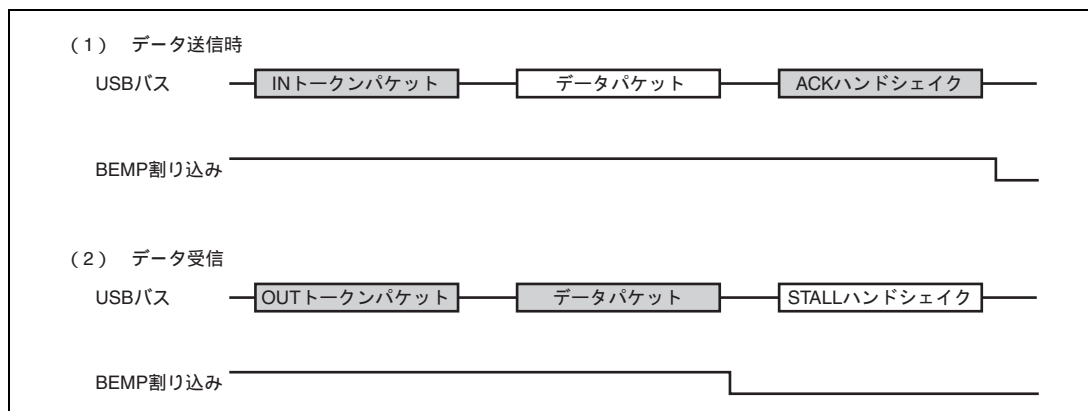 (1) データ送信時
USBバス INトークンパケット データパケット ACKハンドシェイク
BEMP割り込み
(2) データ受信
USBバス OUTトークンパケット データパケット STALLハンドシェイク
BEMP割り込み